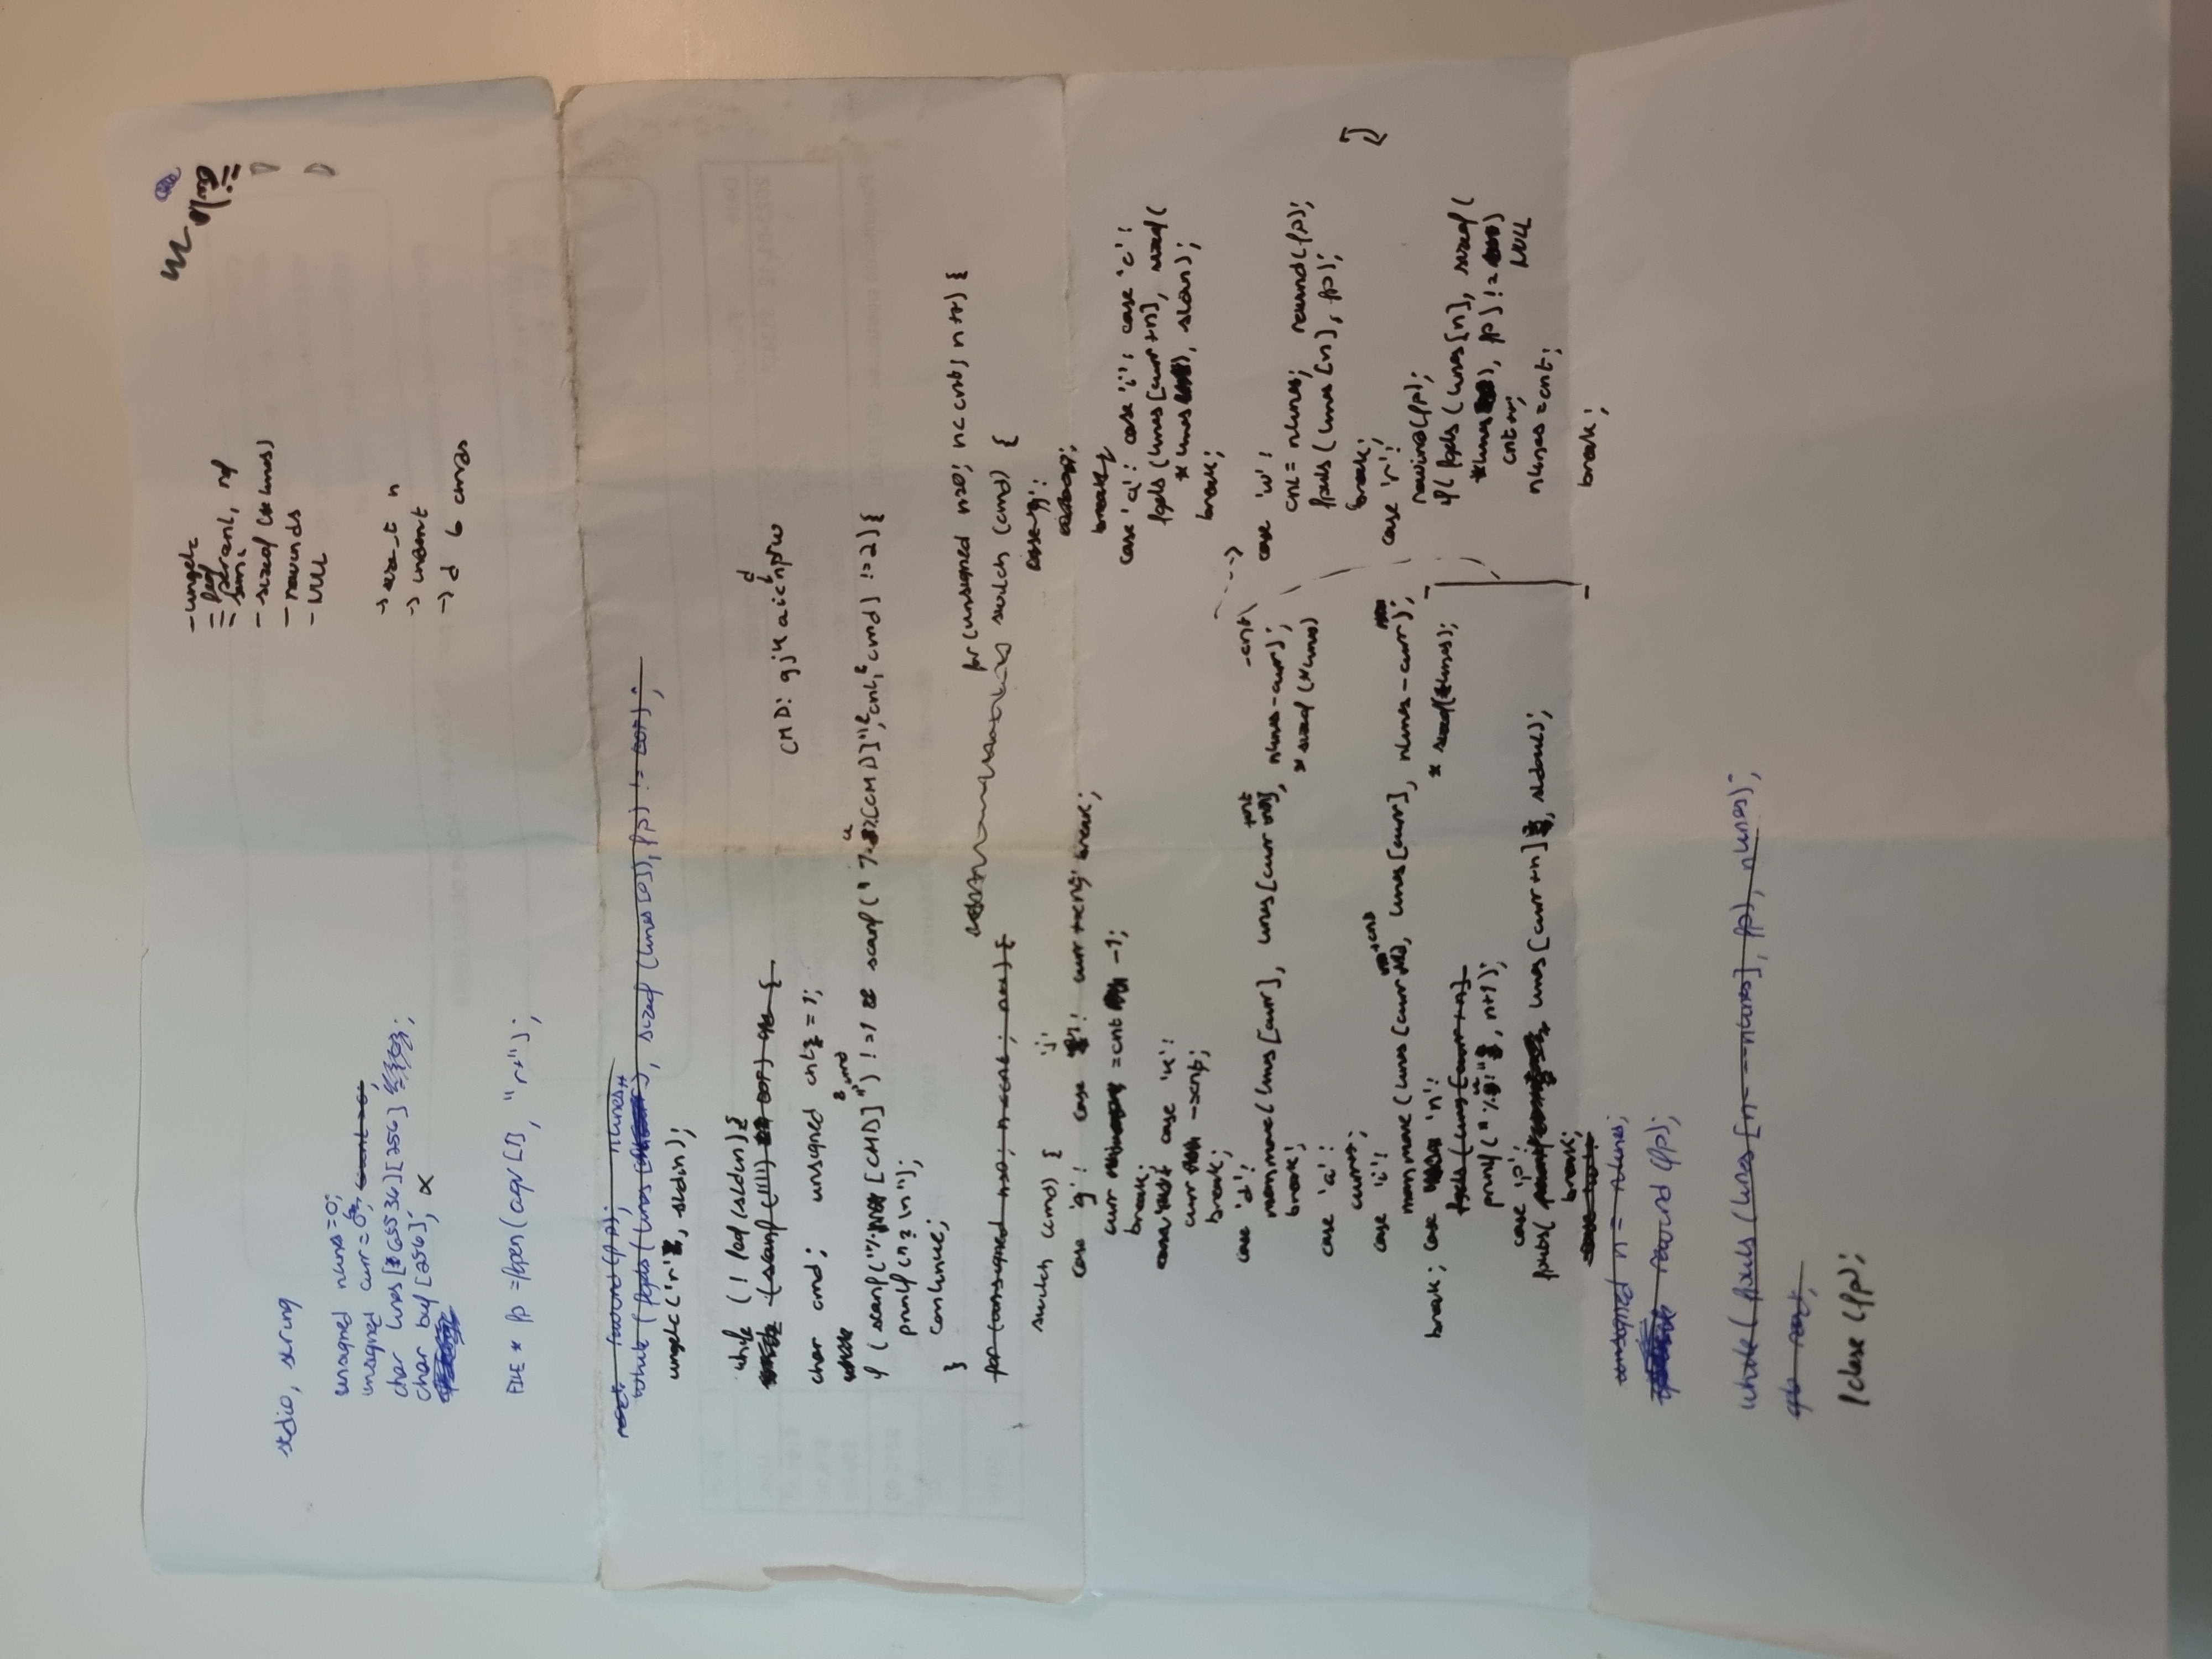 - ungetc
- feof
- percent, ref
- semi
- sizeof (*lines)
- rewinds
- NULL
stdio, string
unsigned nlines=0;
unsigned curr=0;
char lines[65536][256];
char buf[256];
-> size_t n
-> insert
-> d 6 cmds
FILE * fp =fopen(argv[1], "r+");
rewind(fp); nlines++
while (fgets(lines[ ], sizeof (lines[0]), fp) != EOF);
ungetc('r', stdin);
while (! feof (stdin) {
(scanf("") EOF) {
CMD: gjkaicdnprw
char cmd; unsigned cnt = 1;
while
if (scanf("%[CMD]", &cmd) !=1 && scanf("%u[CMD]", &cnt, &cmd) !=2) {
printf("?\n");
continue;
}
for (unsigned n=0; n<cnt; n++) {
switch (cmd) {
case 'g': case 'j': curr+=cnt; break;
curr =cnt -1;
break;
case 'k':
curr -=cnt;
break;
case 'd':
memmove(lines[curr], lines[curr +cnt], nlines-curr -cnt);
* sizeof (*lines)
break;
case 'a':
curr++;
case 'i':
memmove (lines[curr +cnt], lines[curr], nlines-curr);
* sizeof(*lines);
break; case 'n':
fgets (lines [curr+n]
printf("%u:", n+1);
case 'p':
fputs( lines [curr+n], stdout);
break;
case 'w':
for (unsigned n=0; n<cnt; n++) {
switch (cmd) {
case 'g':
break;
case 'a': case 'i': case 'c':
fgets (lines[curr+n], sizeof(
*lines), stdin);
break;
case 'w':
cnt = nlines; rewind(fp);
fputs (lines [n], fp);
break;
case 'r':
rewind(fp);
if( fgets (lines[n], sizeof (
*lines), fp) != NULL)
cnt++;
nlines=cnt;
break;
unsigned n = nlines;
rewind (fp);
while( fputs (lines [n- --nlines], fp), nlines);
fclose (fp);